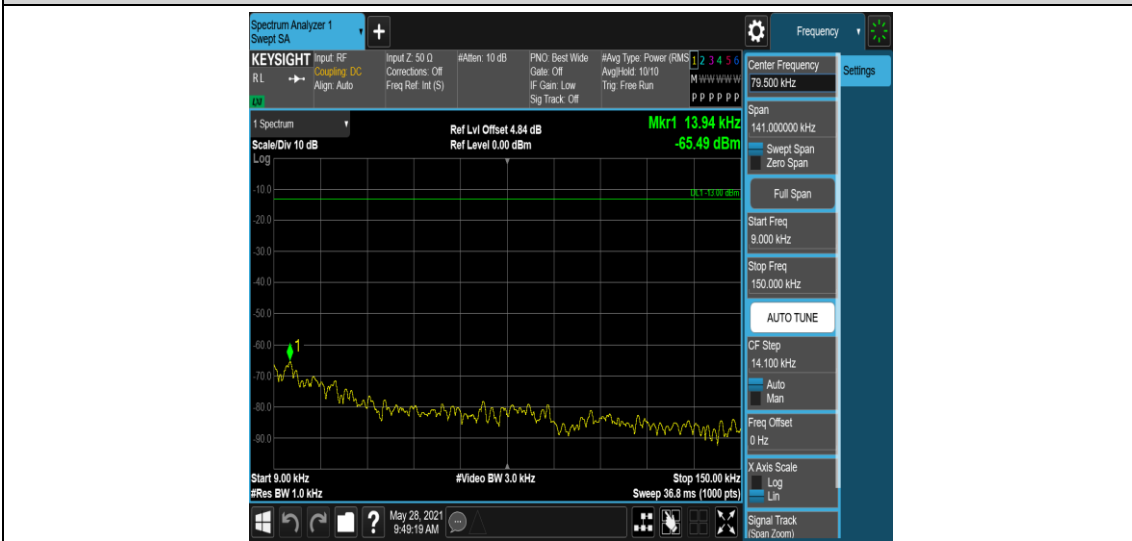 Spectrum Analyzer 1
Swept SA
+
Frequency
KEYSIGHT
Input: RF
Coupling: DC
Align: Auto
Input Z: 50 Ω
Corrections: Off
Freq Ref: Int (S)
#Atten: 10 dB
PNO: Best Wide
Gate: Off
IF Gain: Low
Sig Track: Off
#Avg Type: Power (RMS
Avg|Hold: 10/10
Trig: Free Run
1 2 3 4 5 6
M W W W W W
P P P P P P
R L
LXI
Center Frequency
79.500 kHz
Settings
Span
141.000000 kHz
Swept Span
Zero Span
Full Span
Start Freq
9.000 kHz
Stop Freq
150.000 kHz
AUTO TUNE
CF Step
14.100 kHz
Auto
Man
Freq Offset
0 Hz
X Axis Scale
Log
Lin
Signal Track
(Span Zoom)
1 Spectrum
Scale/Div 10 dB
Log
Ref Lvl Offset 4.84 dB
Ref Level 0.00 dBm
Mkr1 13.94 kHz
-65.49 dBm
DL1 -13.00 dBm
-10.0
-20.0
-30.0
-40.0
-50.0
-60.0
1
-70.0
-80.0
-90.0
Start 9.00 kHz
#Video BW 3.0 kHz
Stop 150.00 kHz
#Res BW 1.0 kHz
Sweep 36.8 ms (1000 pts)
?
May 28, 2021
9:49:19 AM